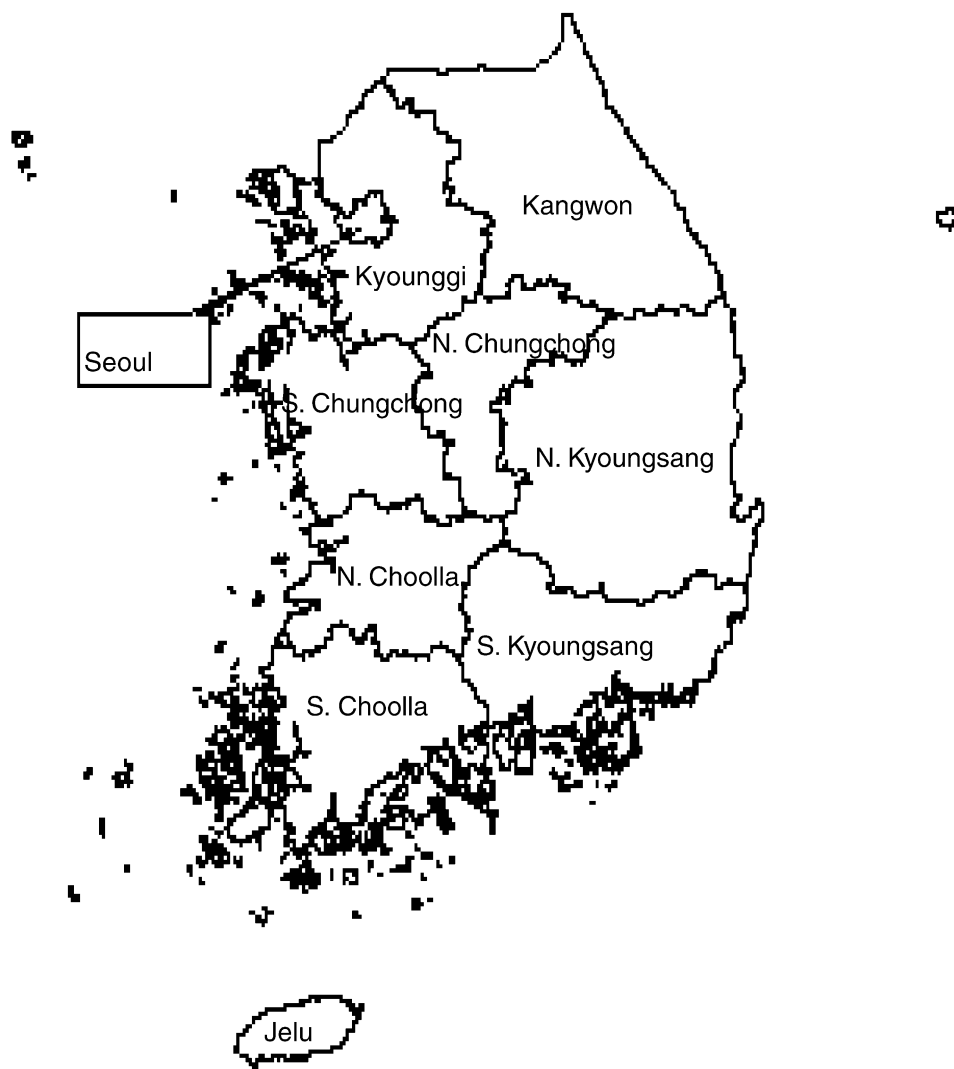 Kangwon
Kyounggi
Seoul
N. Chungchong
S. Chungchong
N. Kyoungsang
N. Choolla
S. Kyoungsang
S. Choolla
Jelu